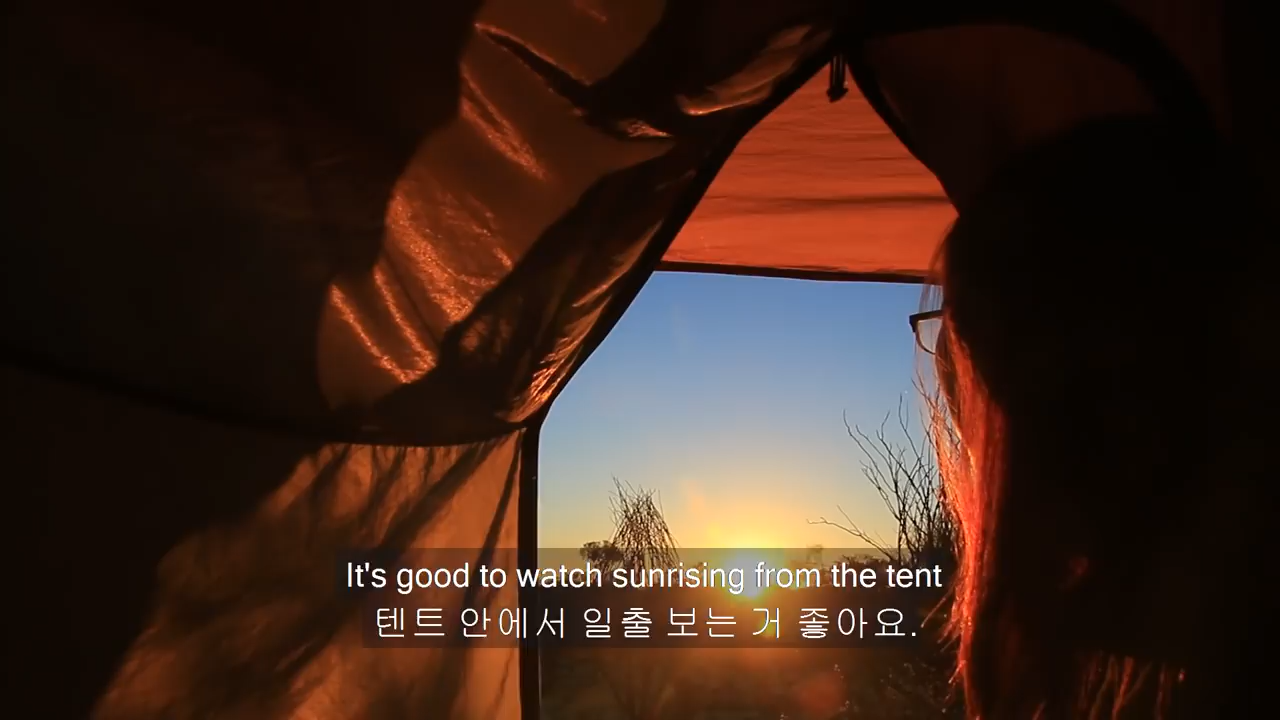 It's good to watch sunrising from the tent
텐트 안에서 일출 보는 거 좋아요.